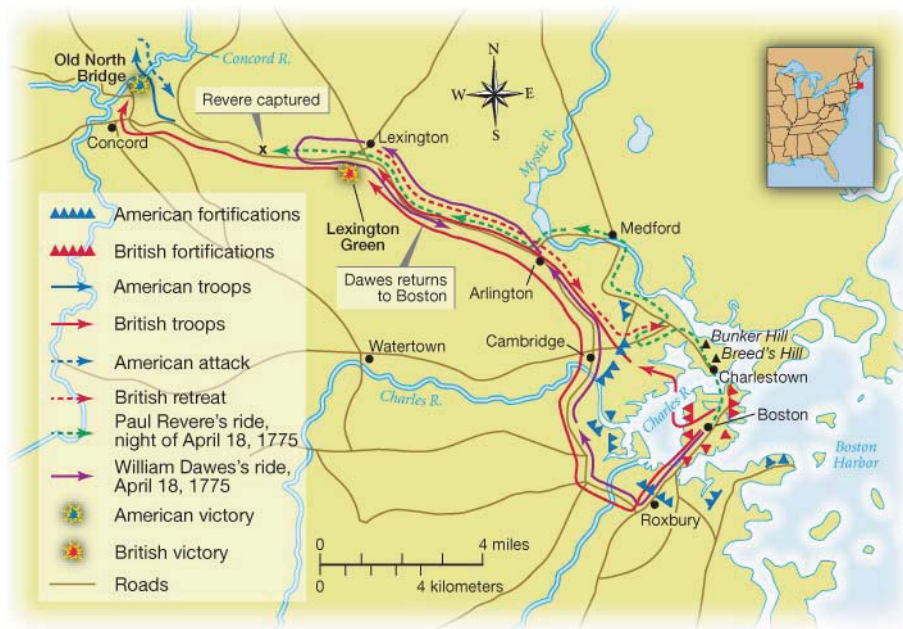 Old North
Bridge
Concord R.
N
W
E
S
Revere captured
x
Lexington
Concord
Mystic R.
Medford
Lexington
Green
Dawes returns
to Boston
Arlington
Bunker Hill
Breed's Hill
Watertown
Cambridge
Charlestown
Charles R.
Charles R.
Boston
Boston
Harbor
Roxbury
American fortifications
British fortifications
American troops
British troops
American attack
British retreat
Paul Revere's ride,
night of April 18, 1775
William Dawes's ride,
April 18, 1775
American victory
British victory
Roads
0
4 miles
0
4 kilometers